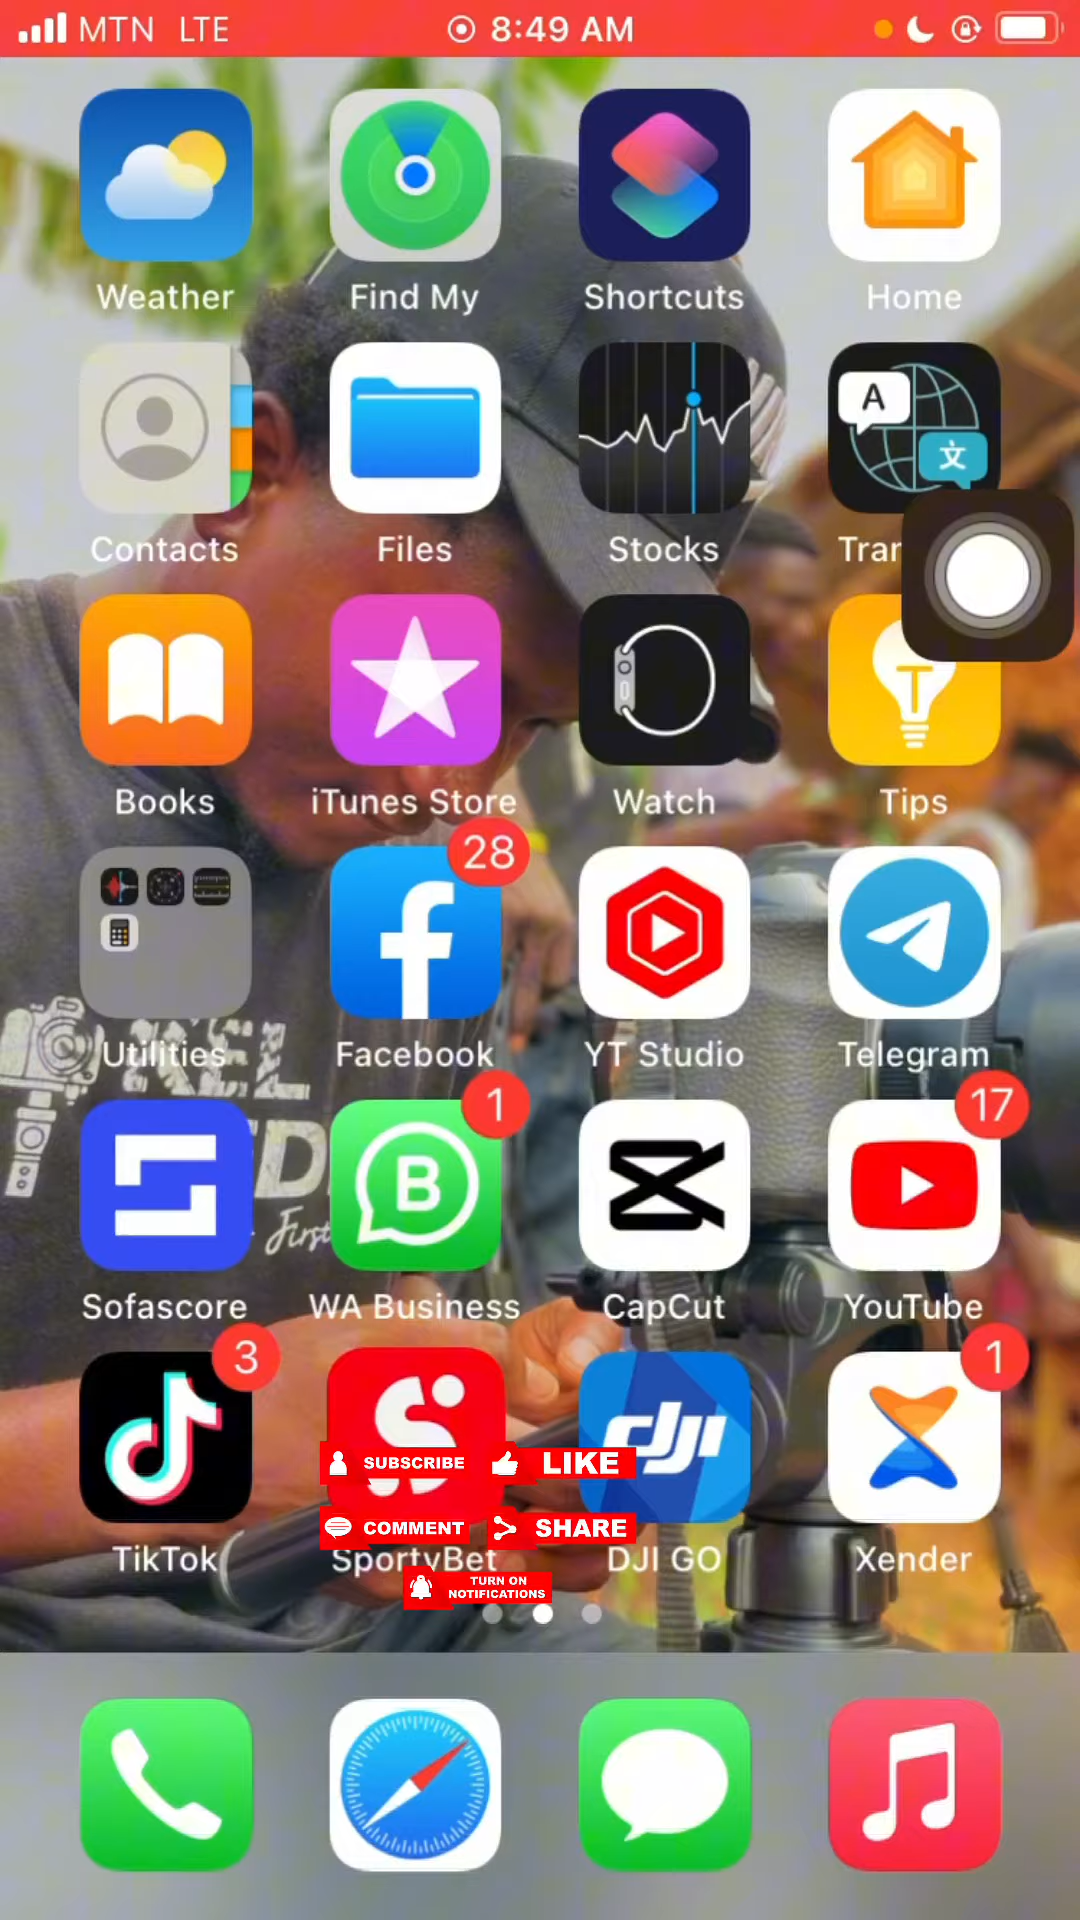 MTN LTE 8:49 AM
Weather Find My Shortcuts Home
A 文
Contacts Files Stocks
Books iTunes Store Watch Tips
28
Utilities Facebook YT Studio Telegram
1 17
B
Sofascore WA Business CapCut YouTube
3 1
dji
SUBSCRIBE LIKE
COMMENT SHARE
TikTok SportyBet DJI GO Xender
TURN ON
NOTIFICATIONS
First